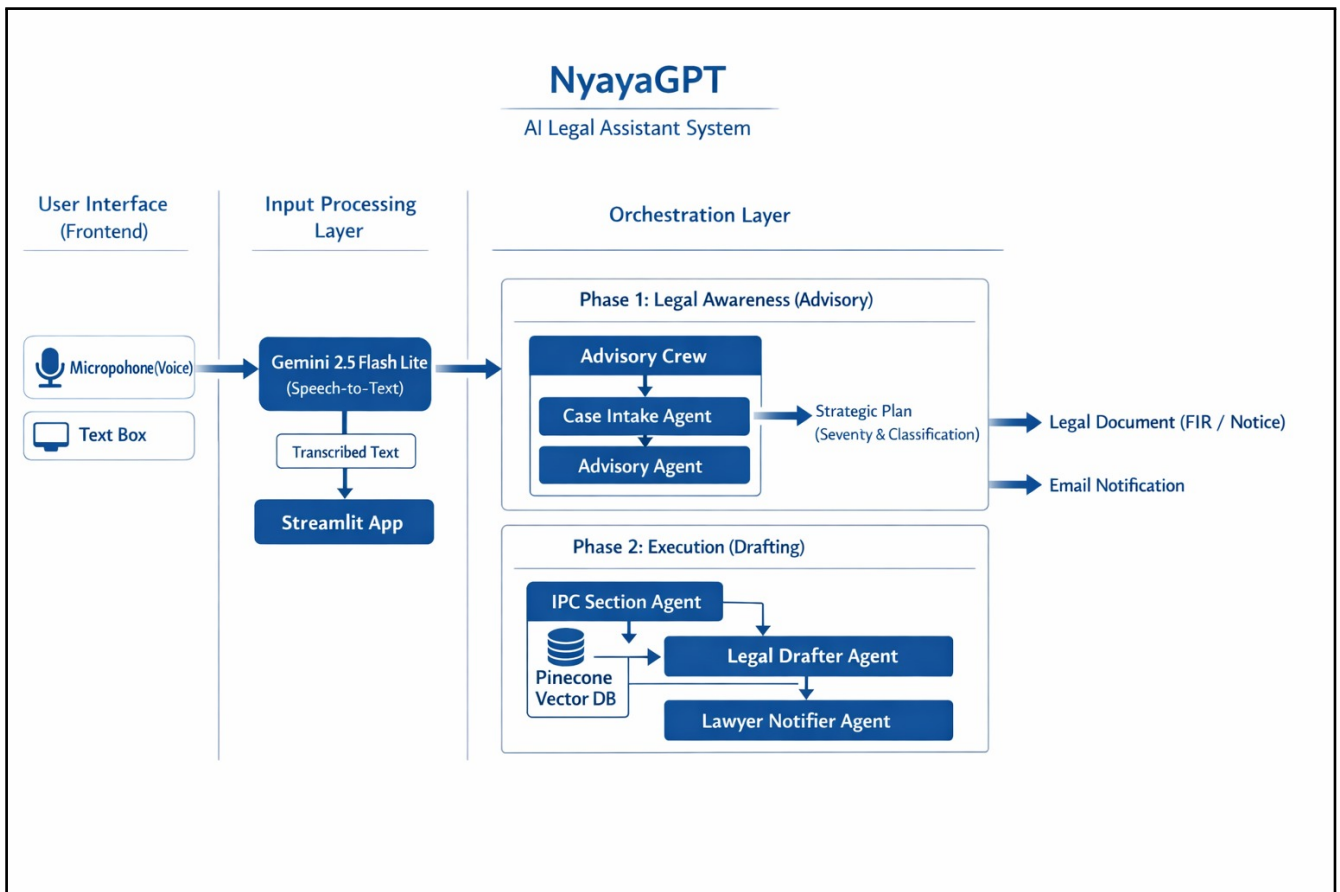 NyayaGPT
AI Legal Assistant System
User Interface
(Frontend)
Micropohone(Voice)
Text Box
Input Processing
Layer
Gemini 2.5 Flash Lite
(Speech-to-Text)
Transcribed Text
Streamlit App
Orchestration Layer
Phase 1: Legal Awareness (Advisory)
Advisory Crew
Case Intake Agent
Advisory Agent
Strategic Plan
(Seventy & Classification)
Phase 2: Execution (Drafting)
IPC Section Agent
Pinecone
Vector DB
Legal Drafter Agent
Lawyer Notifier Agent
Legal Document (FIR / Notice)
Email Notification